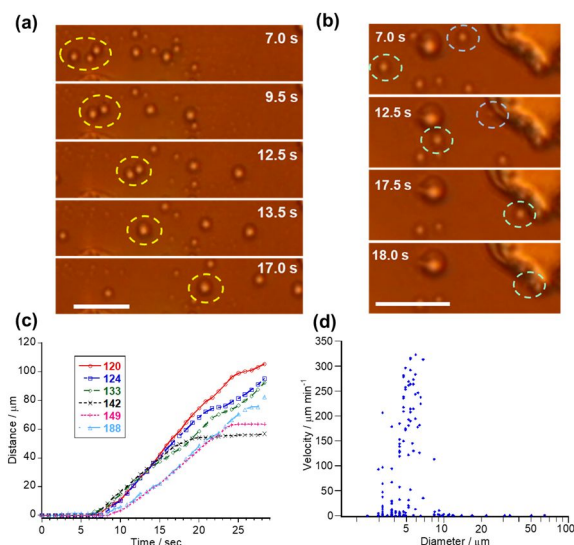 (a)
7.0 s
9.5 s
12.5 s
13.5 s
17.0 s
(b)
7.0 s
12.5 s
17.5 s
18.0 s
(c)
120
100
80
60
40
20
0
Distance / μm
120
124
133
142
149
188
0 5 10 15 20 25
Time / sec
(d)
350
300
250
200
150
100
50
0
Velocity / μm min⁻¹
5 10 20 50 100
Diameter / μm